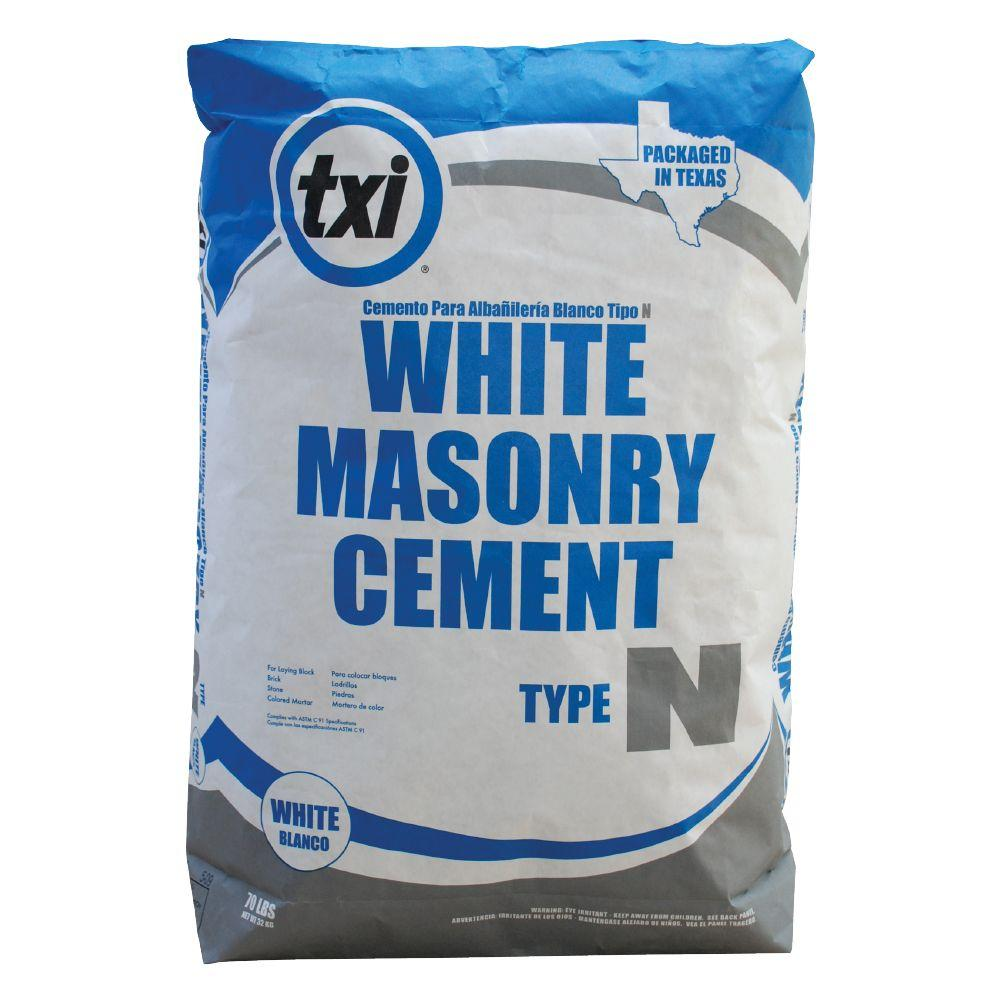 txi
®
PACKAGED
IN TEXAS
Cemento Para Albañilería Blanco Tipo N
WHITE
MASONRY
CEMENT
TYPE N
For Laying Block Para colocar bloques
Brick Ladrillos
Stone Piedras
Colored Mortar Mortero de color
Complies with ASTM C 91 Specifications
Cumple con las especificaciónes ASTM C 91
WHITE
BLANCO
70 LBS
NET WT 32 KG
WARNING: EYE IRRITANT - KEEP AWAY FROM CHILDREN. SEE BACK PANEL
ADVERTENCIA: IRRITANTE DE LOS OJOS - MANTENGASE ALEJADO DE NIÑOS. VEA EL PANEL TRASERO